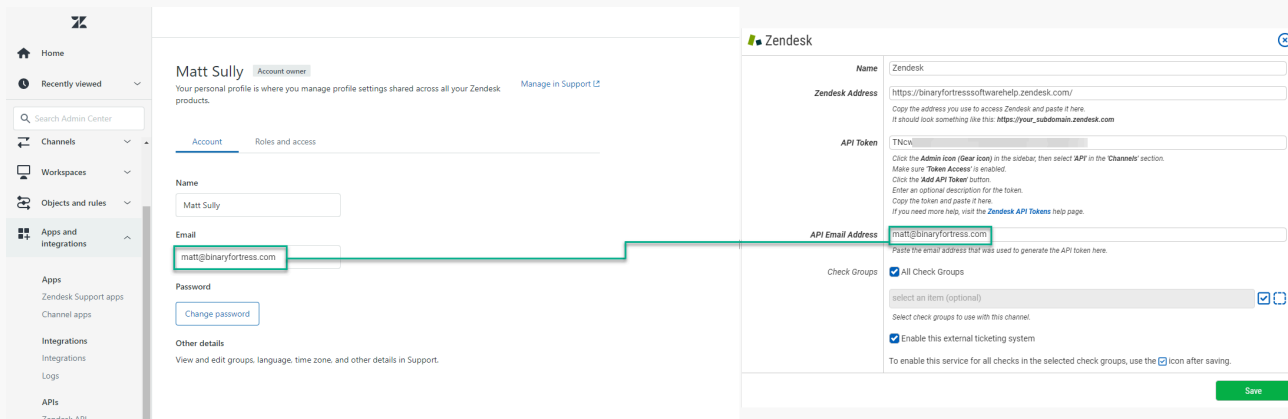 Home
Recently viewed
Search Admin Center
Channels
Workspaces
Objects and rules
Apps and
integrations
Apps
Zendesk Support apps
Channel apps
Integrations
Integrations
Logs
APIs
Zendesk API
Matt Sully Account owner
Your personal profile is where you manage profile settings shared across all your Zendesk
products.
Manage in Support
Account Roles and access
Name
Matt Sully
Email
matt@binaryfortress.com
Password
Change password
Other details
View and edit groups, language, time zone, and other details in Support.
Zendesk
Name Zendesk
Zendesk Address https://binaryfortresssoftwarehelp.zendesk.com/
Copy the address you use to access Zendesk and paste it here.
It should look something like this: https://your_subdomain.zendesk.com
API Token TNcw
Click the Admin icon (Gear icon) in the sidebar, then select 'API' in the 'Channels' section.
Make sure 'Token Access' is enabled.
Click the 'Add API Token' button.
Enter an optional description for the token.
Copy the token and paste it here.
If you need more help, visit the Zendesk API Tokens help page.
API Email Address matt@binaryfortress.com
Paste the email address that was used to generate the API token here.
Check Groups All Check Groups
select an item (optional)
Select check groups to use with this channel.
Enable this external ticketing system
To enable this service for all checks in the selected check groups, use the icon after saving.
Save